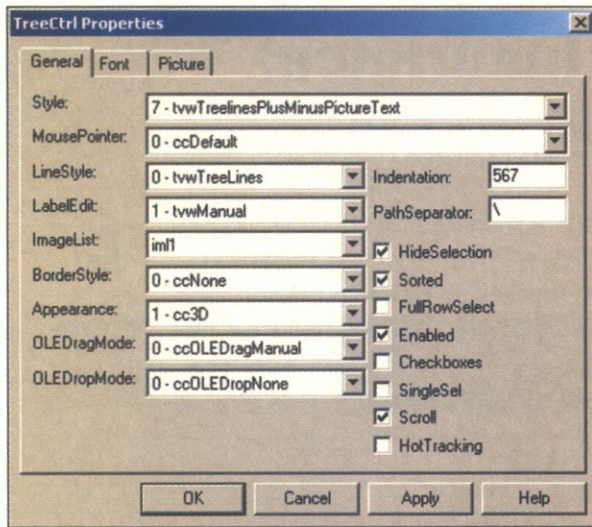 TreeCtrl Properties
General Font Picture
Style: 7 - tvwTreelinesPlusMinusPictureText
MousePointer: 0 - ccDefault
LineStyle: 0 - tvwTreeLines Indentation: 567
LabelEdit: 1 - tvwManual PathSeparator: \
ImageList: iml1
HideSelection
BorderStyle: 0 - ccNone
Sorted
Appearance: 1 - cc3D
FullRowSelect
OLEDragMode: 0 - ccOLEDragManual
Enabled
OLEDropMode: 0 - ccOLEDropNone
Checkboxes
SingleSel
Scroll
HotTracking
OK Cancel Apply Help